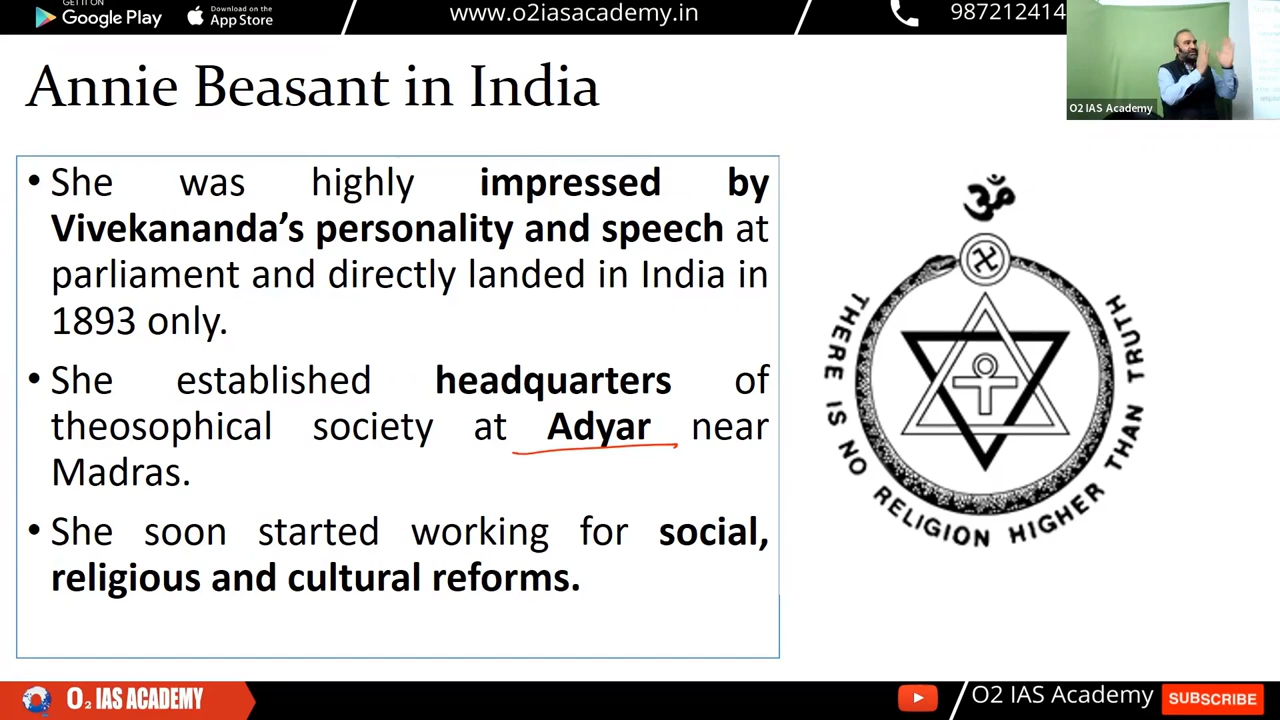 GET IT ON
Google Play
Download on the
App Store
www.o2iasacademy.in
987212414
O2 IAS Academy
Annie Beasant in India
• She was highly impressed by
Vivekananda’s personality and speech at
parliament and directly landed in India in
1893 only.
• She established headquarters of
theosophical society at Adyar near
Madras.
• She soon started working for social,
religious and cultural reforms.
ॐ
THERE IS NO RELIGION HIGHER THAN TRUTH
O2 IAS ACADEMY
O2 IAS Academy
SUBSCRIBE